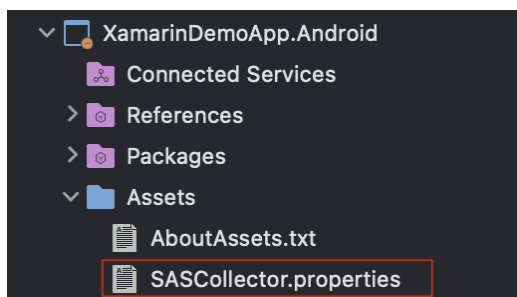 XamarinDemoApp.Android
Connected Services
References
Packages
Assets
AboutAssets.txt
SASCollector.properties